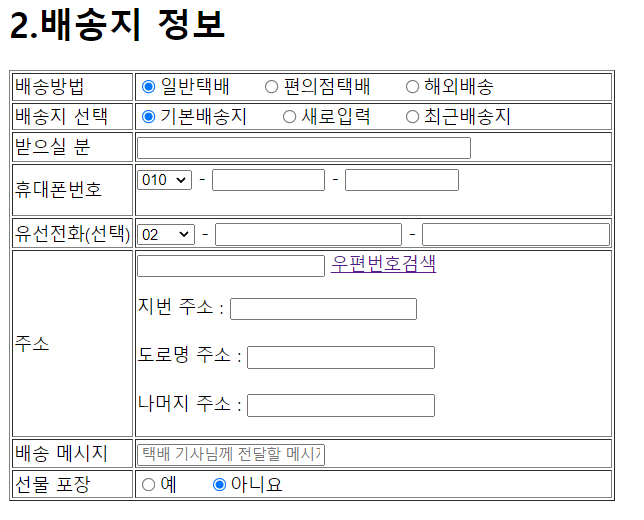 2.배송지 정보
배송방법 일반택배 편의점택배 해외배송
배송지 선택 기본배송지 새로입력 최근배송지
받으실 분
휴대폰번호 010 - -
유선전화(선택) 02 - -
우편번호검색
지번 주소 :
주소
도로명 주소 :
나머지 주소 :
배송 메시지 택배 기사님께 전달할 메시지
선물 포장 예 아니요